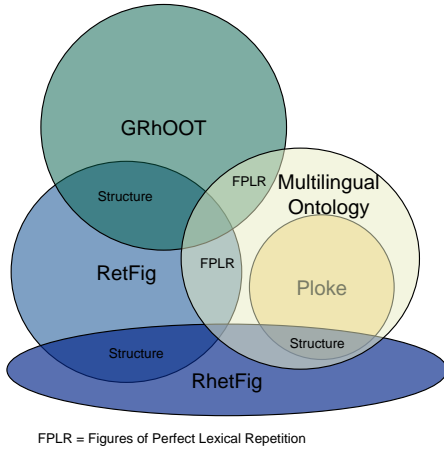 GRhOOT
FPLR
Multilingual
Ontology
Structure
FPLR
RetFig
Ploke
Structure
Structure
RhetFig
FPLR = Figures of Perfect Lexical Repetition